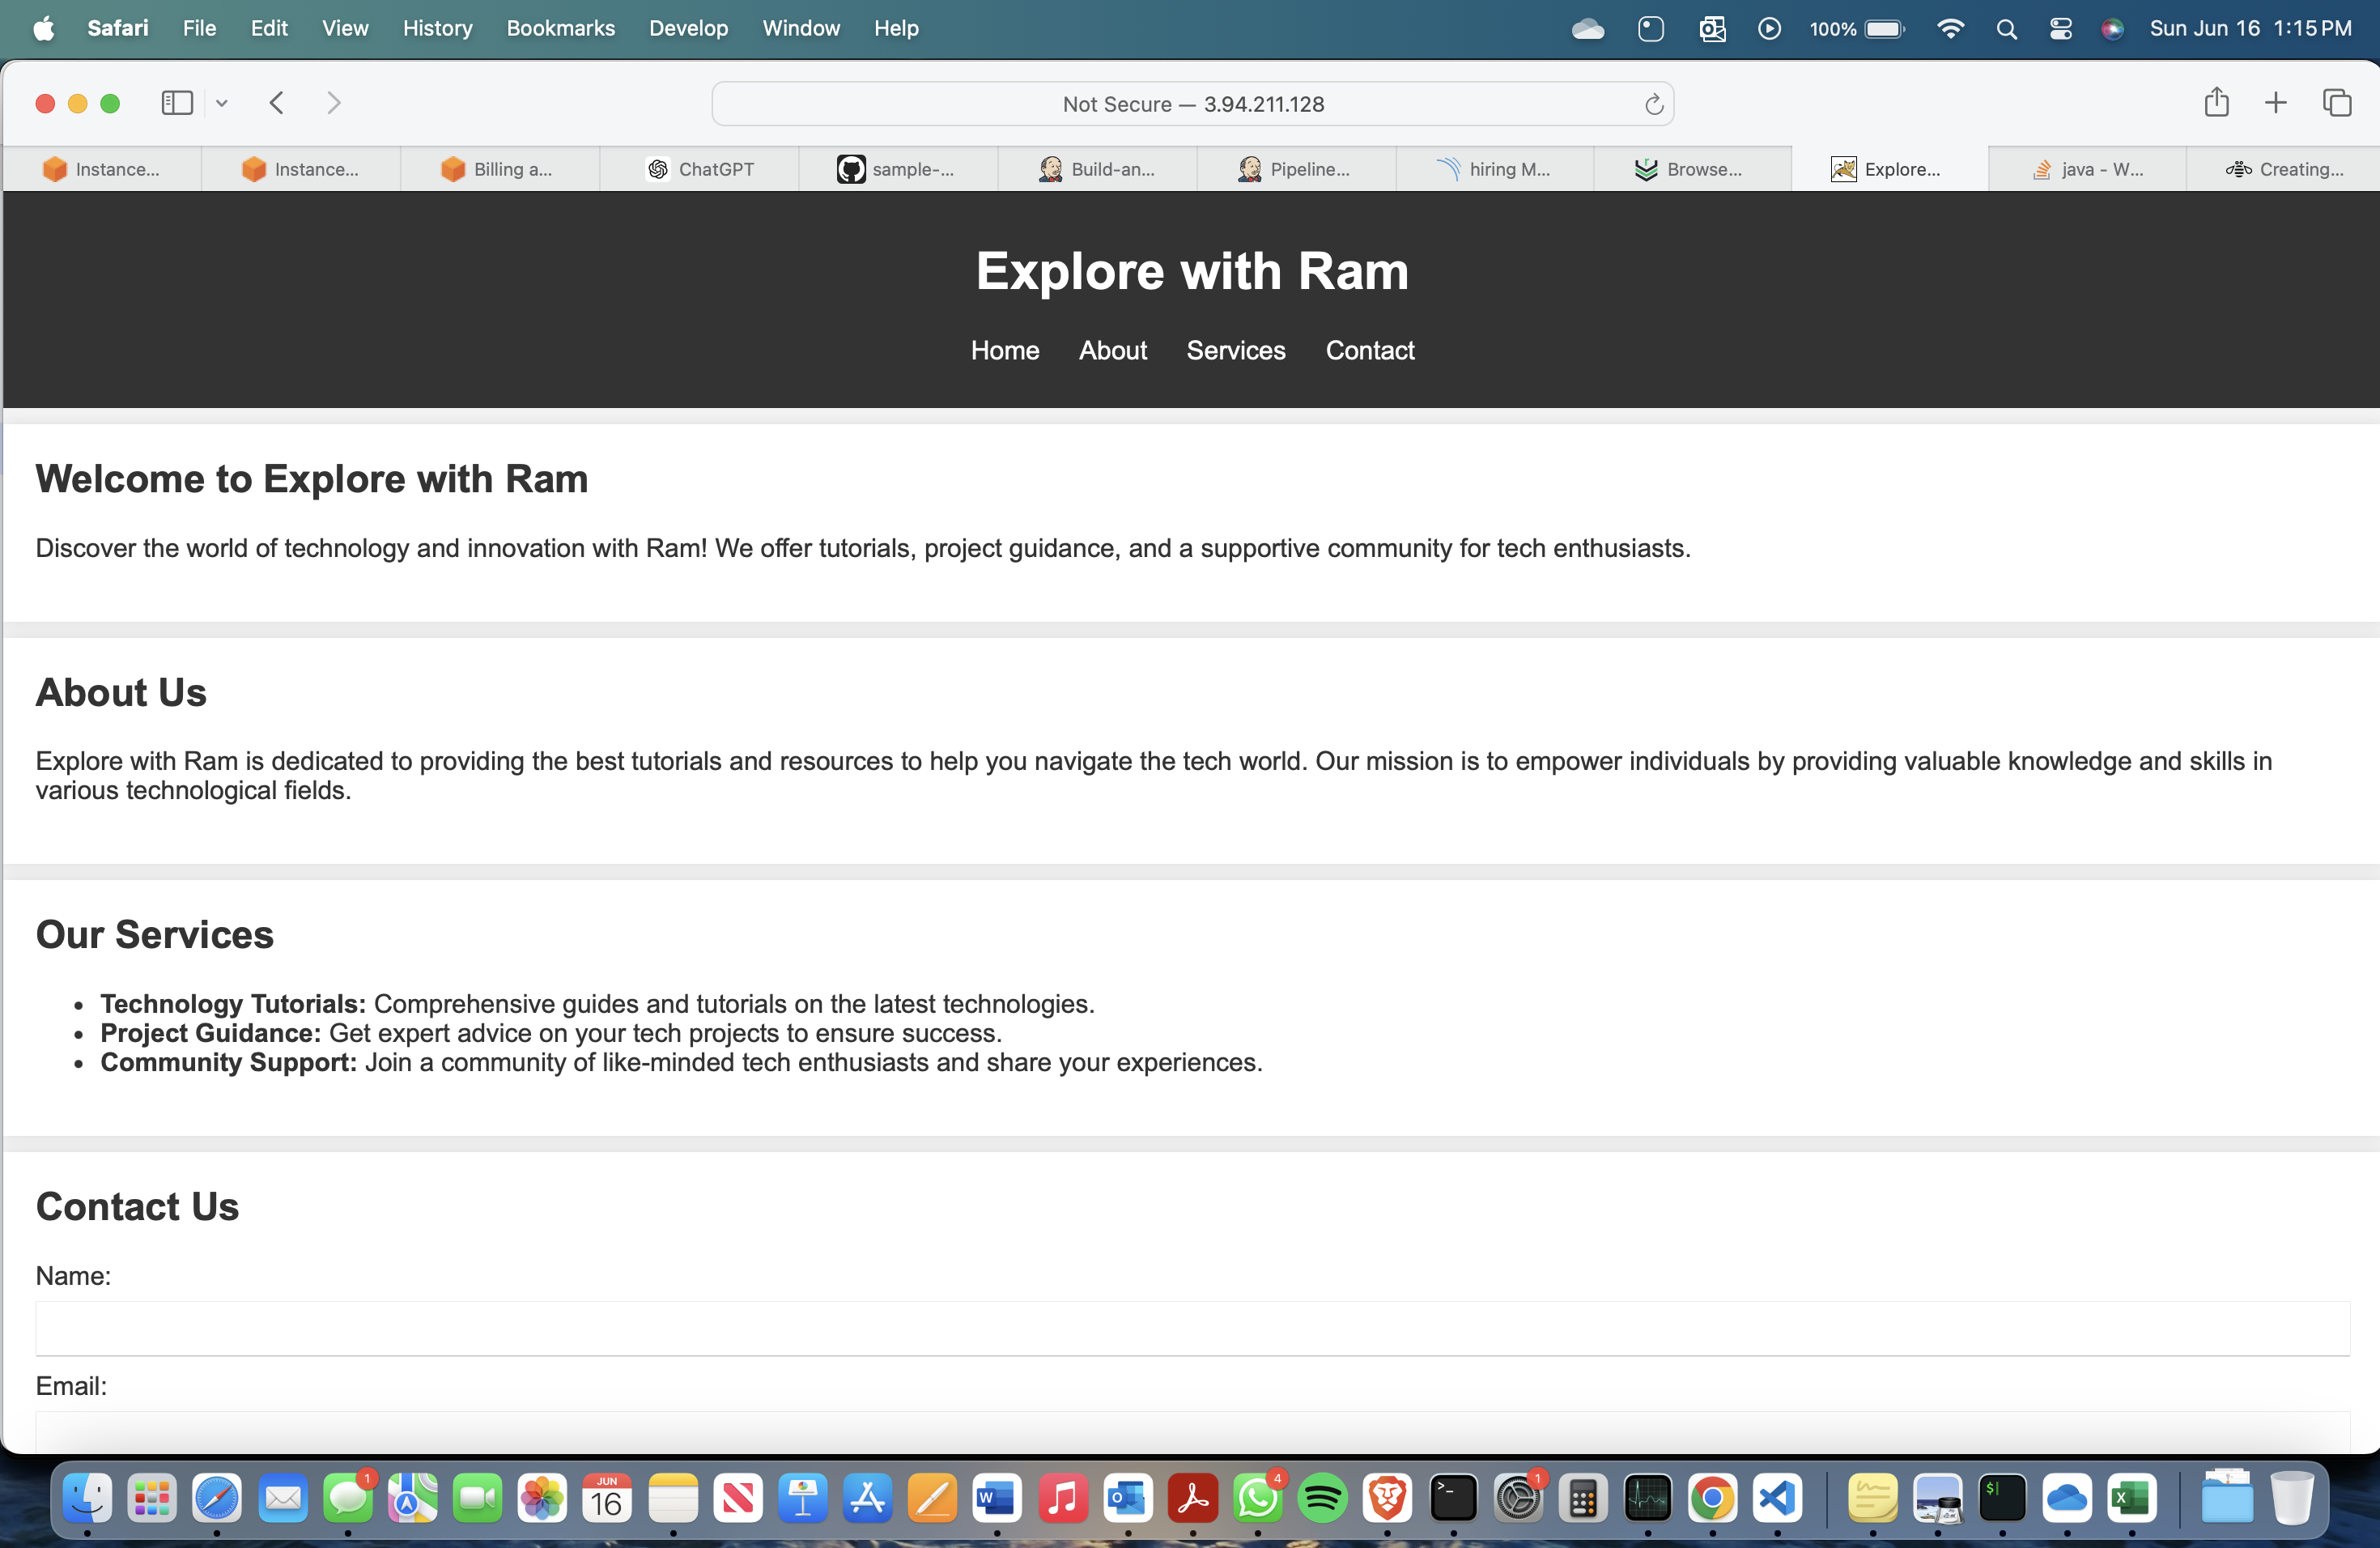 Safari File Edit View History Bookmarks Develop Window Help 100% Sun Jun 16 1:15 PM
Not Secure — 3.94.211.128
Instance... Instance... Billing a... ChatGPT sample-... Build-an... Pipeline... hiring M... Browse... Explore... java - W... Creating...
Explore with Ram
Home About Services Contact
Welcome to Explore with Ram
Discover the world of technology and innovation with Ram! We offer tutorials, project guidance, and a supportive community for tech enthusiasts.
About Us
Explore with Ram is dedicated to providing the best tutorials and resources to help you navigate the tech world. Our mission is to empower individuals by providing valuable knowledge and skills in
various technological fields.
Our Services
• Technology Tutorials: Comprehensive guides and tutorials on the latest technologies.
• Project Guidance: Get expert advice on your tech projects to ensure success.
• Community Support: Join a community of like-minded tech enthusiasts and share your experiences.
Contact Us
Name:
Email:
1 JUN 4 1
16